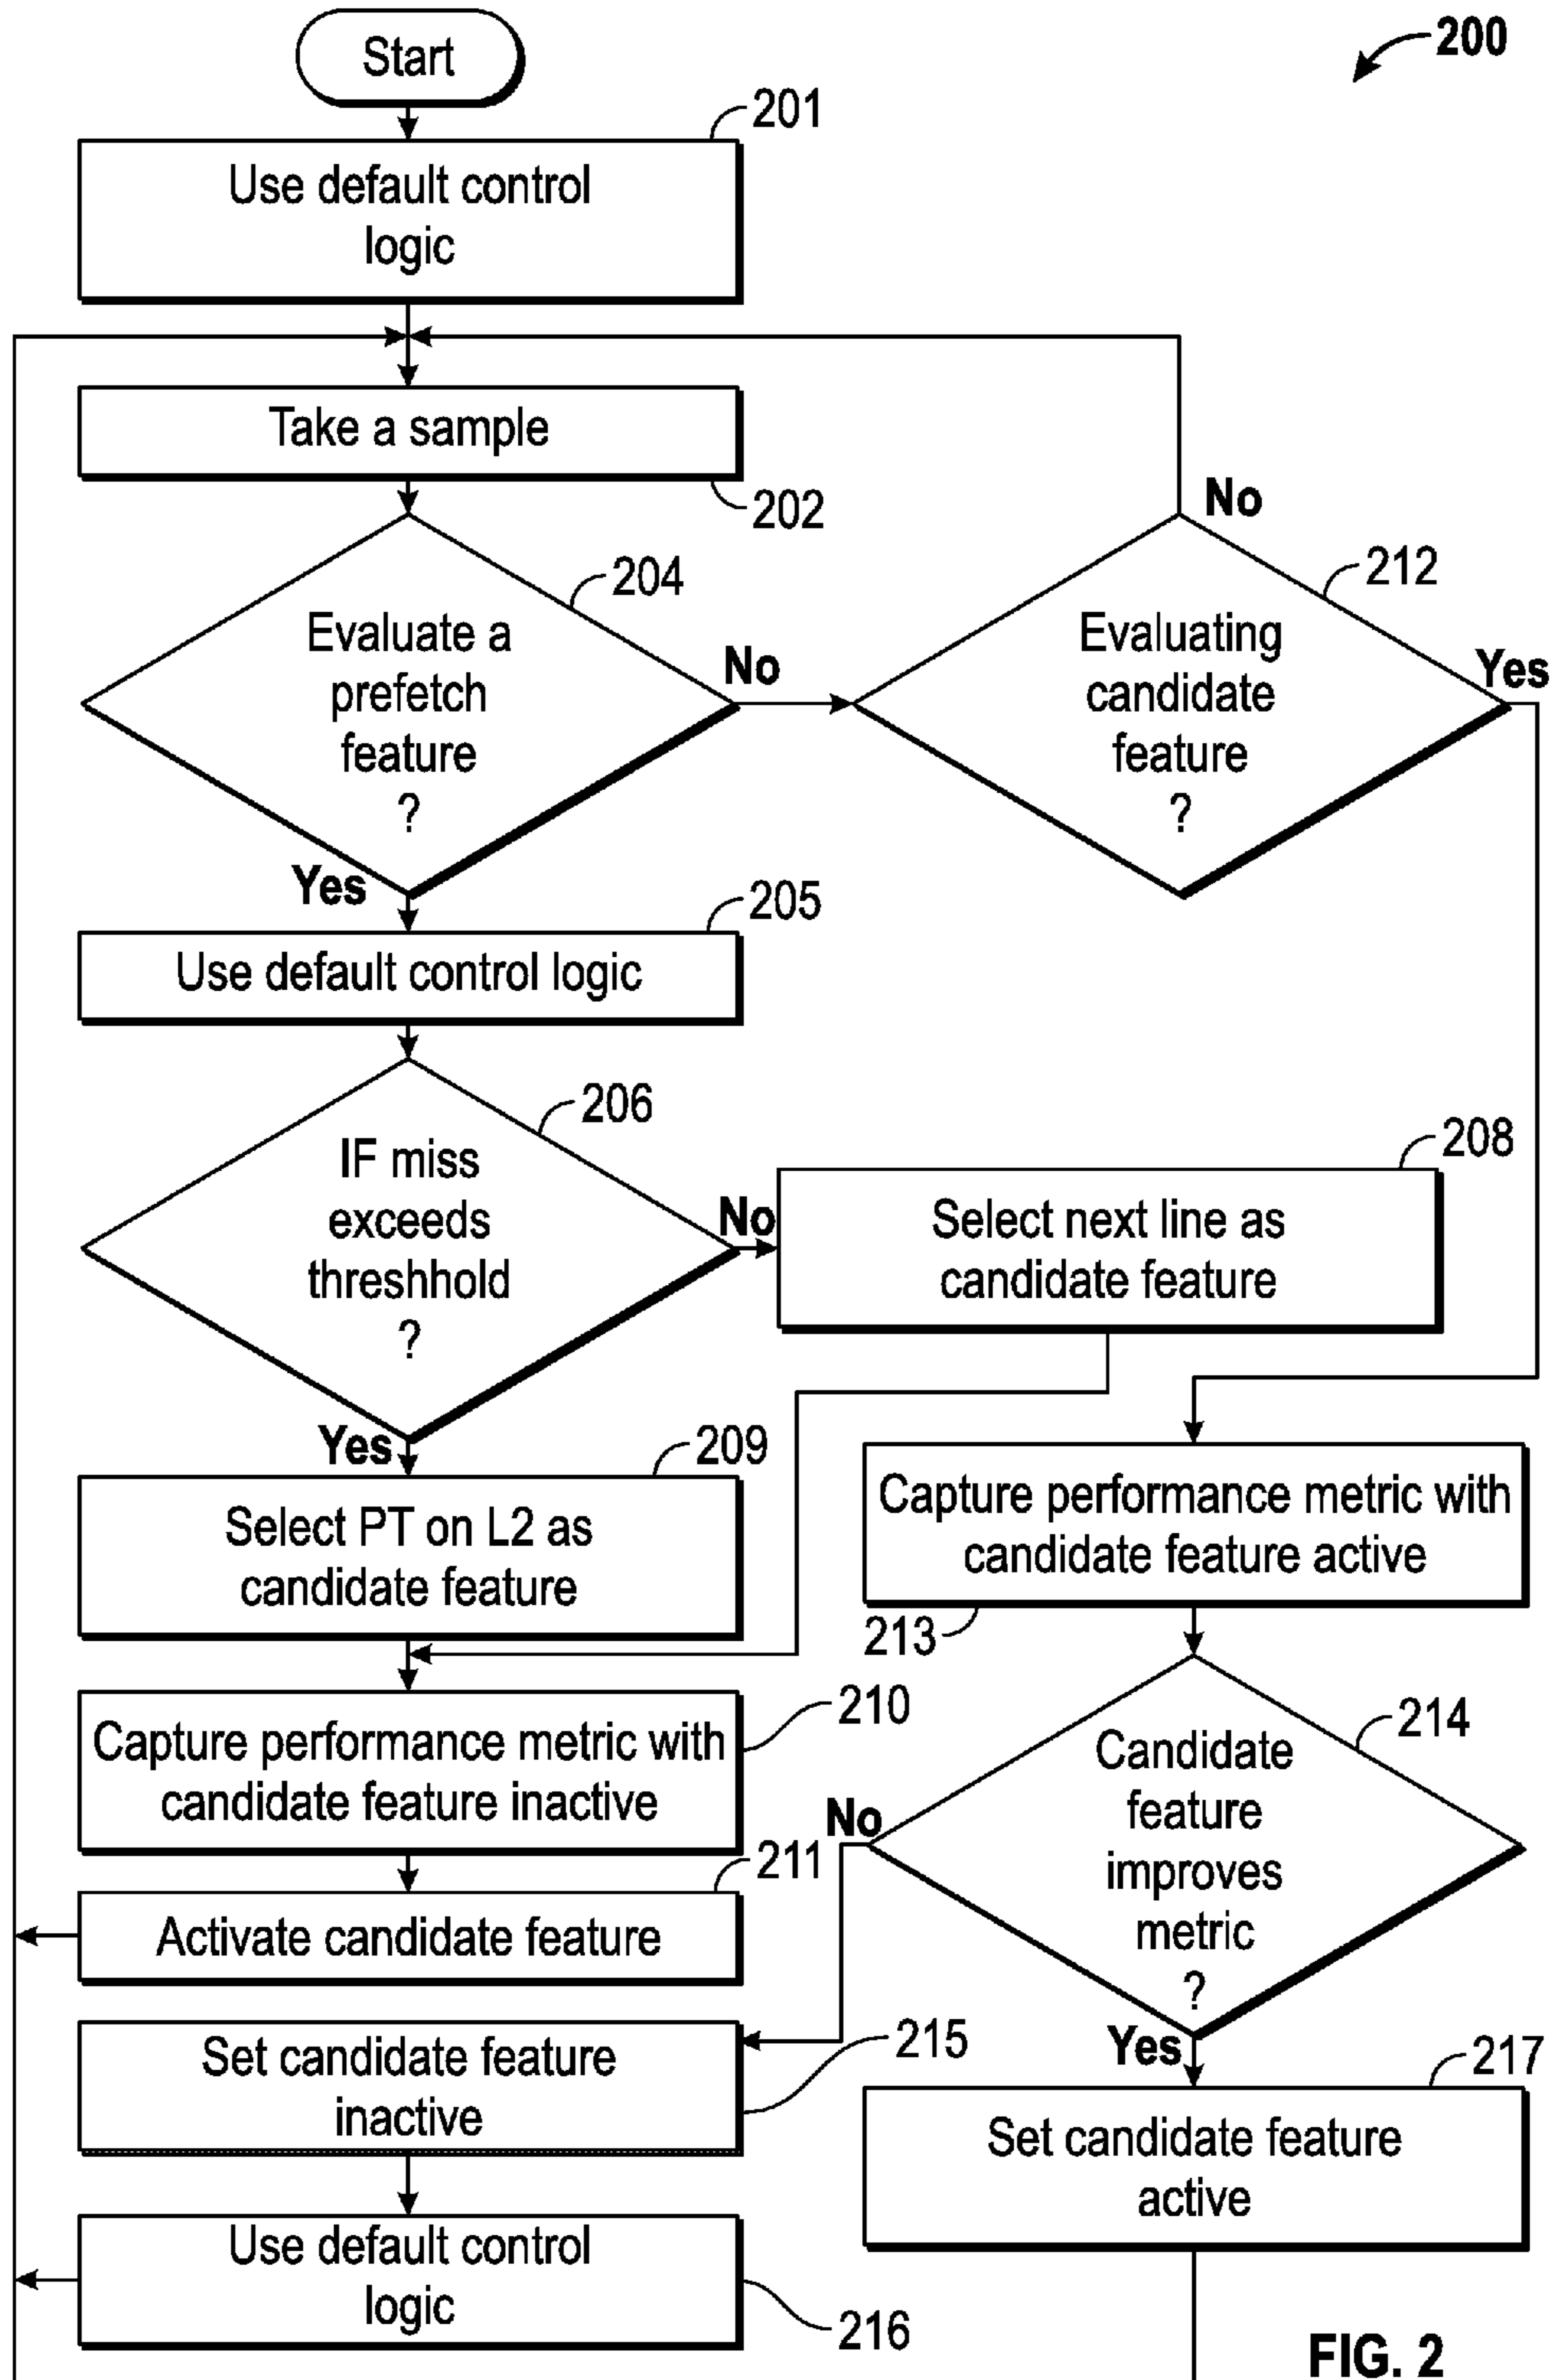 Start
200
201
Use default control
logic
Take a sample
202
204
Evaluate a
prefetch
feature
?
No
Yes
212
Evaluating
candidate
feature
?
No
Yes
205
Use default control logic
206
IF miss
exceeds
threshhold
?
No
Yes
208
Select next line as
candidate feature
209
Select PT on L2 as
candidate feature
210
Capture performance metric with
candidate feature inactive
211
Activate candidate feature
Capture performance metric with
candidate feature active
213
214
Candidate
feature
improves
metric
?
No
Yes
215
Set candidate feature
inactive
Use default control
logic
216
217
Set candidate feature
active
FIG. 2